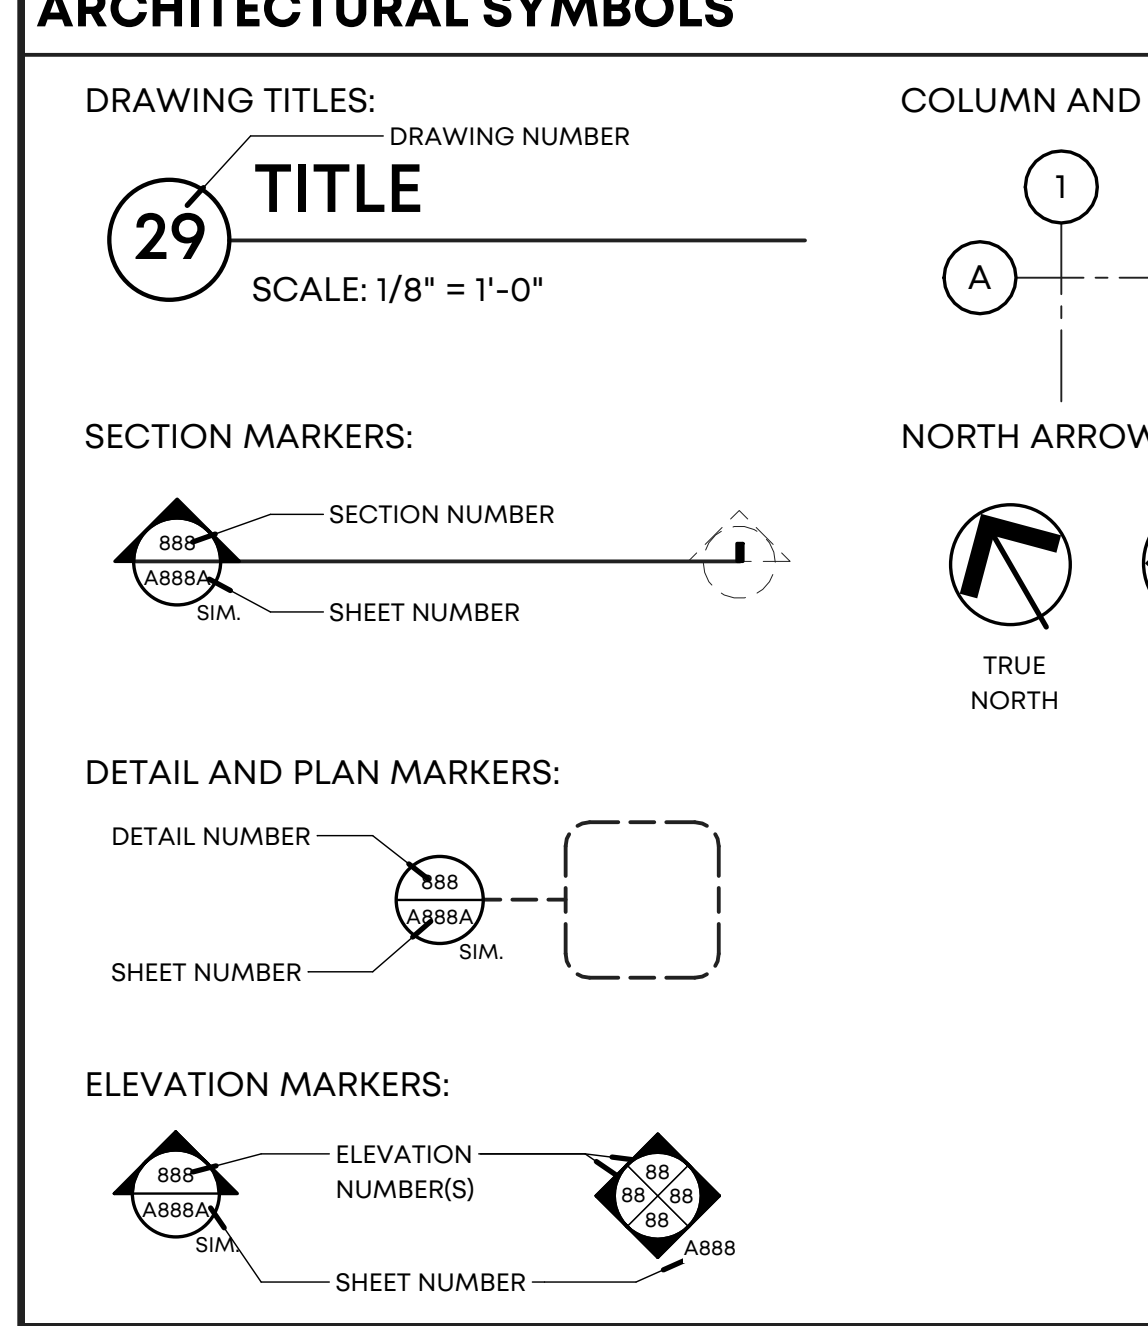 ARCHITECTURAL SYMBOLS
DRAWING TITLES:
DRAWING NUMBER
TITLE
29
SCALE: 1/8" = 1'-0"
COLUMN AND
1
A
SECTION MARKERS:
888
SECTION NUMBER
A888A
SIM.
SHEET NUMBER
NORTH ARROW
TRUE
NORTH
DETAIL AND PLAN MARKERS:
DETAIL NUMBER
888
A888A
SIM.
SHEET NUMBER
ELEVATION MARKERS:
888
A888A
SIM.
ELEVATION
NUMBER(S)
88
88 88
88
A888
SHEET NUMBER